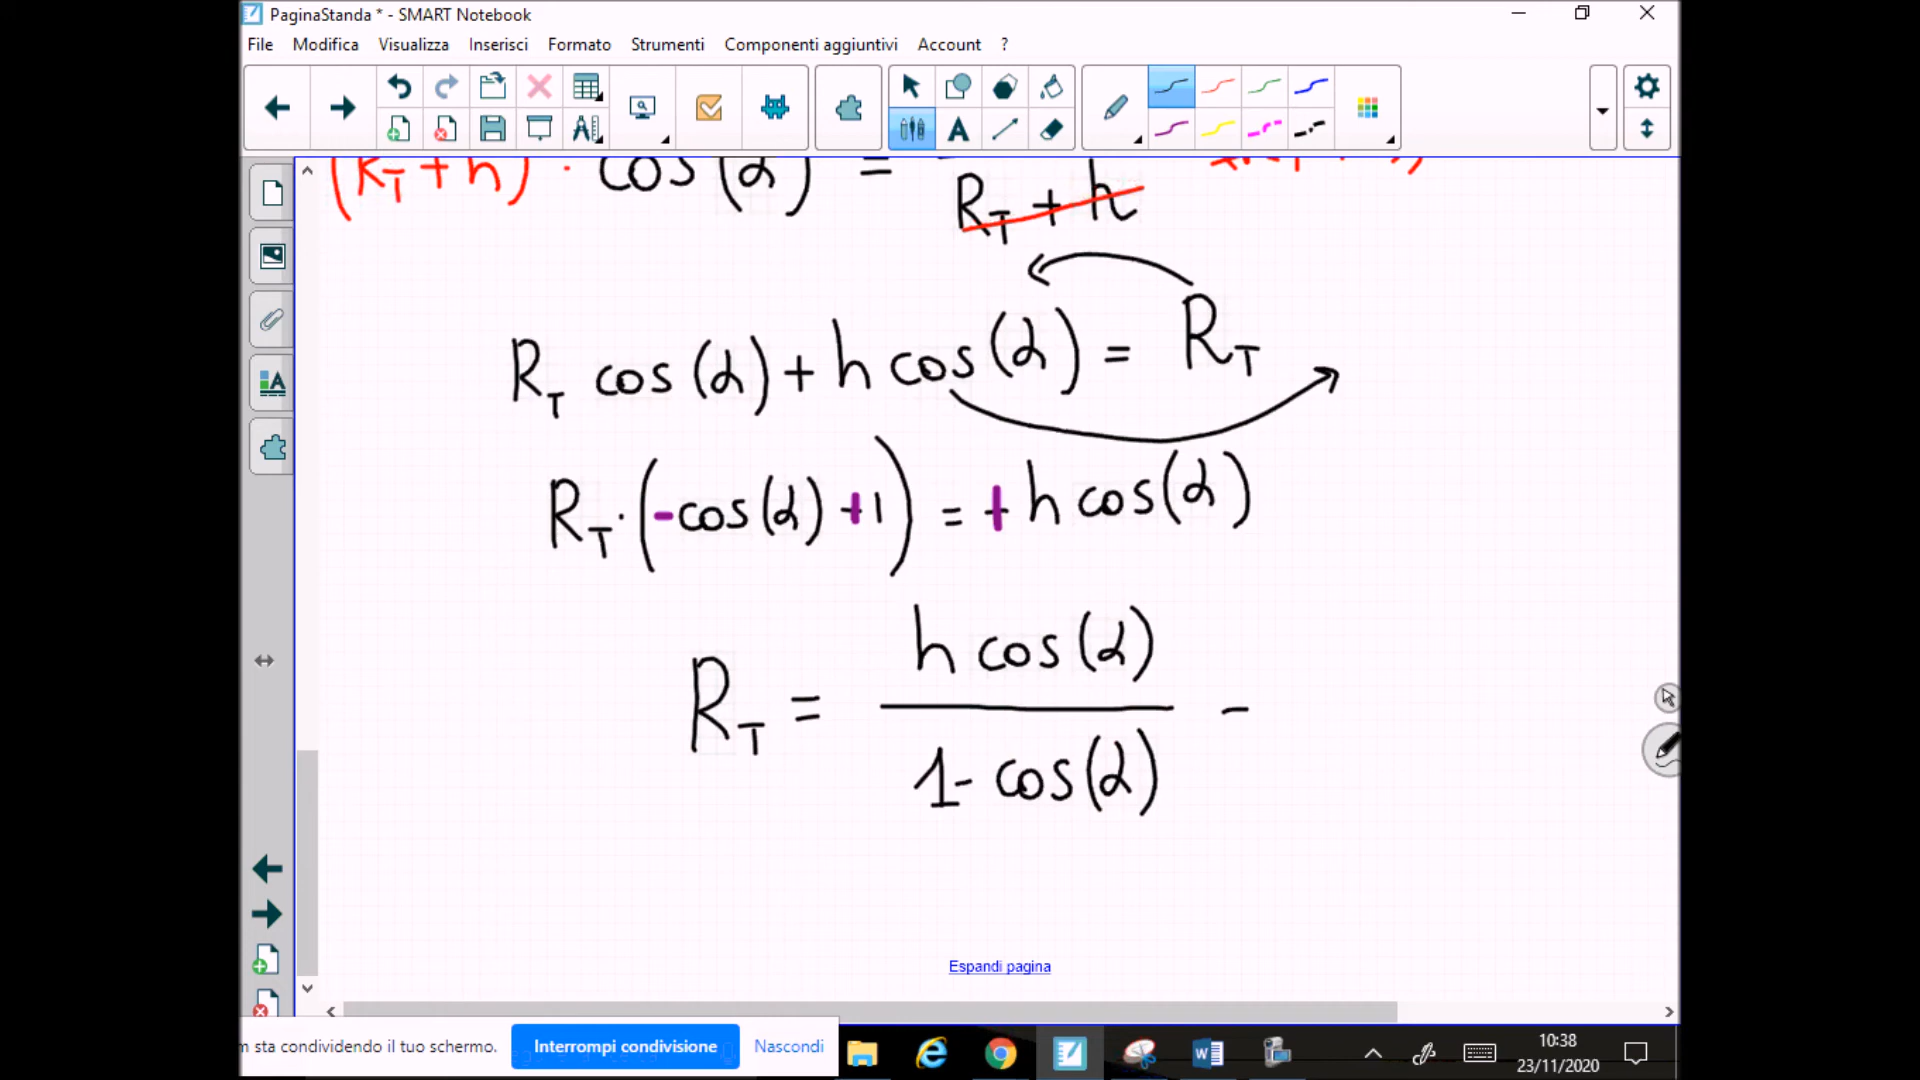 PaginaStanda * - SMART Notebook
File Modifica Visualizza Inserisci Formato Strumenti Componenti aggiuntivi Account ?
(R_T + h) · cos(α) =
R_T + h
R_T cos(α) + h cos(α) = R_T
R_T · (-cos(α) +1) = + h cos(α)
h cos(α)
R_T = —
1 - cos(α)
Espandi pagina
m sta condividendo il tuo schermo. Interrompi condivisione Nascondi
10:38
23/11/2020